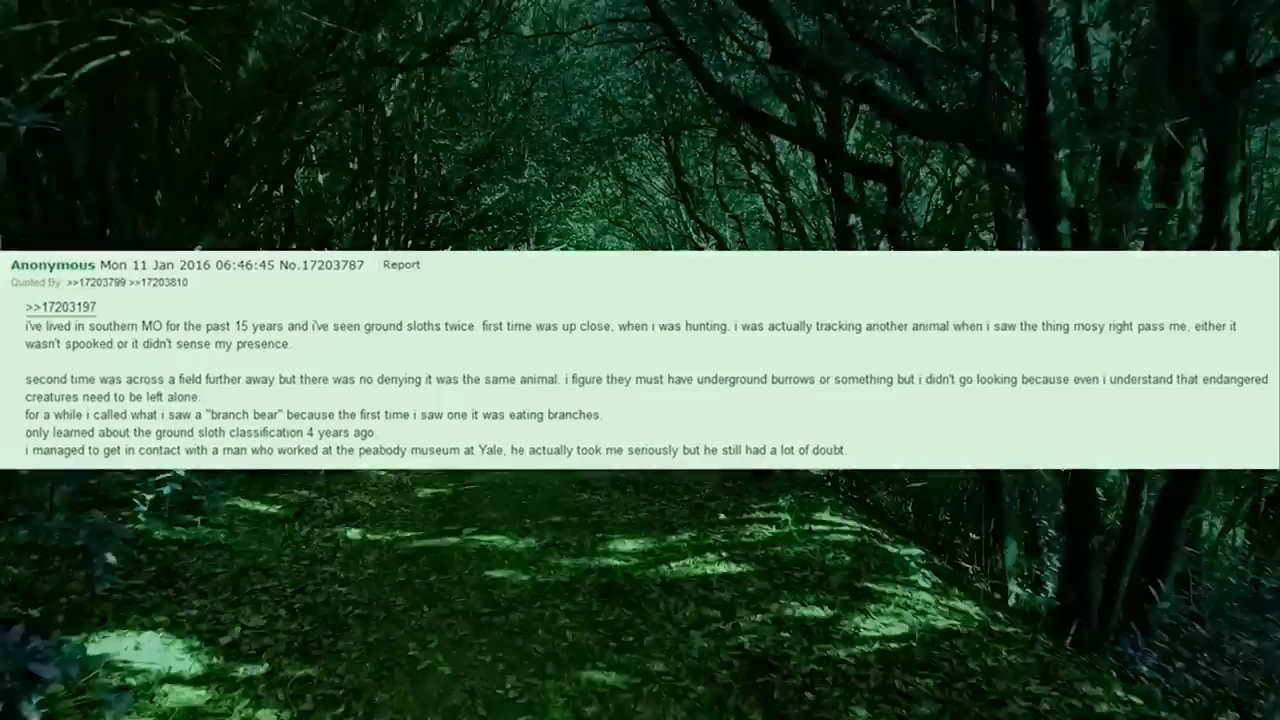 Anonymous Mon 11 Jan 2016 06:46:45 No.17203787 Report
Quoted By: >>17203799 >>17203810
>>17203197
i've lived in southern MO for the past 15 years and i've seen ground sloths twice. first time was up close, when i was hunting. i was actually tracking another animal when i saw the thing mosy right pass me, either it
wasn't spooked or it didn't sense my presence.
second time was across a field further away but there was no denying it was the same animal. i figure they must have underground burrows or something but i didn't go looking because even i understand that endangered
creatures need to be left alone.
for a while i called what i saw a "branch bear" because the first time i saw one it was eating branches.
only learned about the ground sloth classification 4 years ago.
i managed to get in contact with a man who worked at the peabody museum at Yale, he actually took me seriously but he still had a lot of doubt.